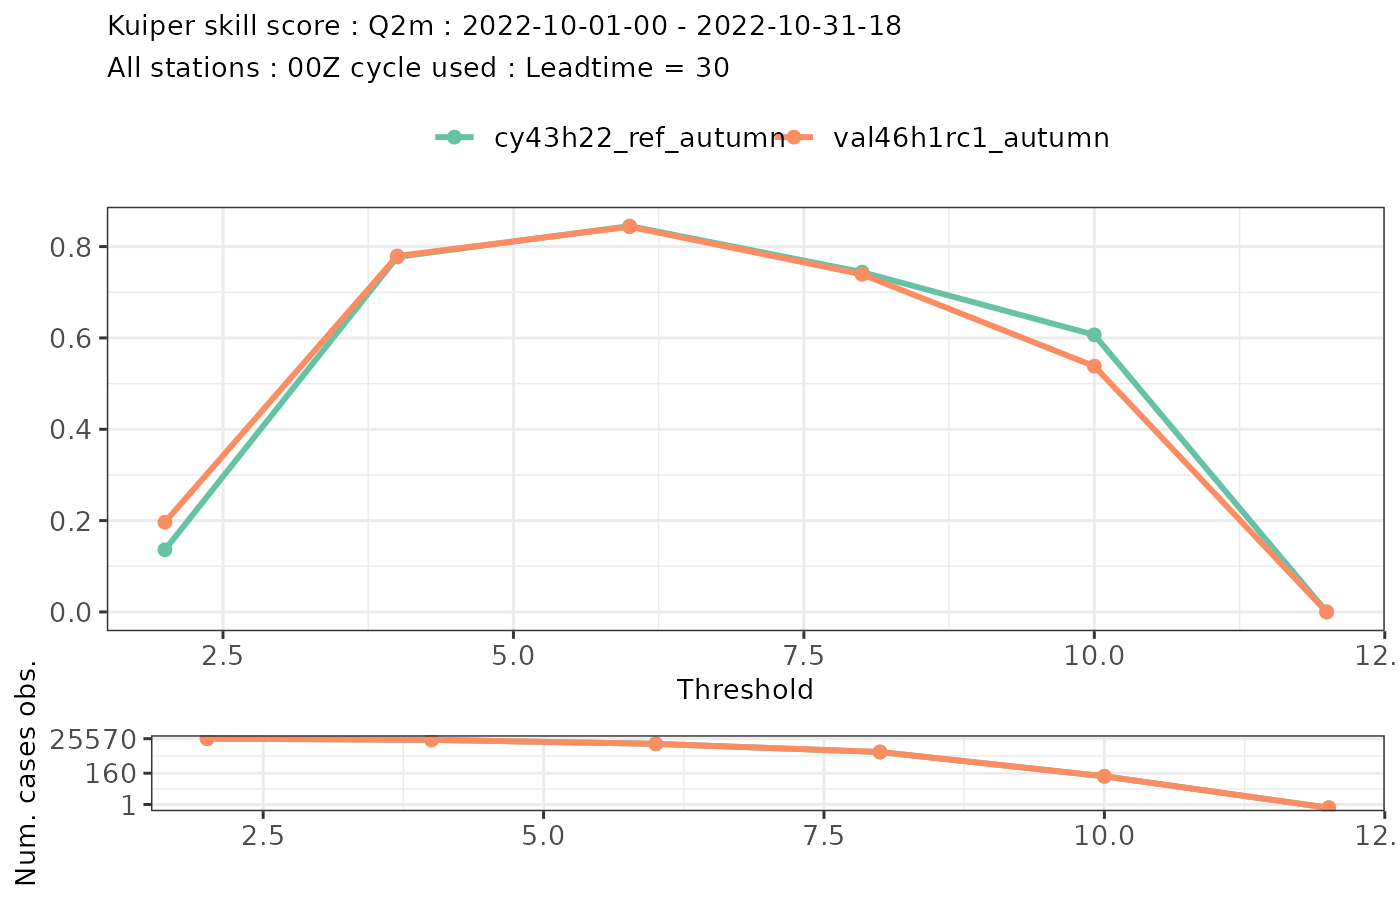 Kuiper skill score : Q2m : 2022-10-01-00 - 2022-10-31-18
All stations : 00Z cycle used : Leadtime = 30
cy43h22_ref_autumn val46h1rc1_autumn
0.8
0.6
0.4
0.2
0.0
2.5 5.0 7.5 10.0 12.
Threshold
Num. cases obs.
25570
160
1
2.5 5.0 7.5 10.0 12.